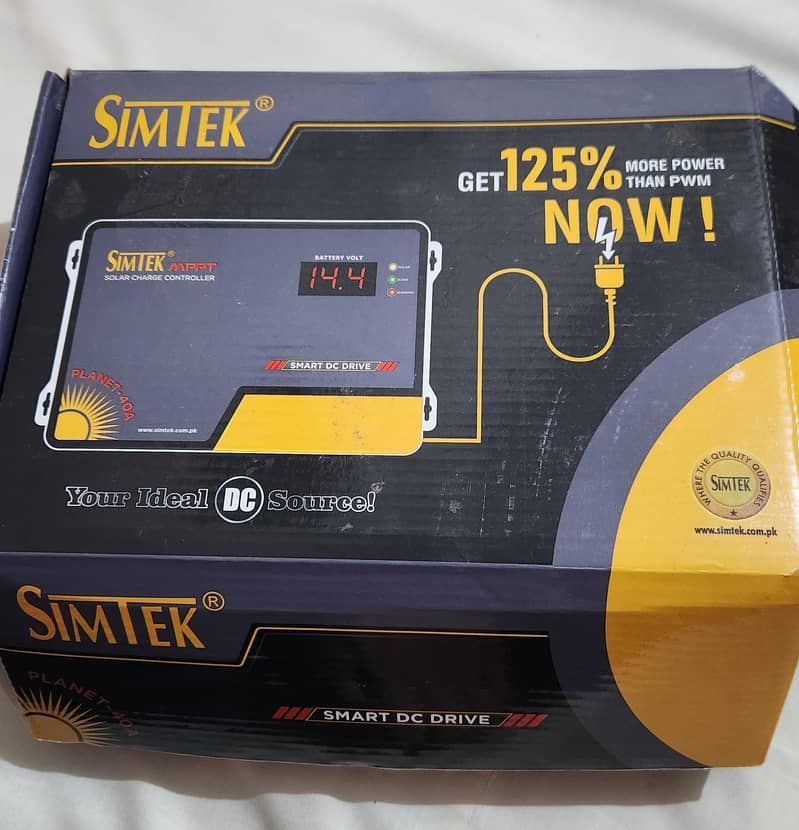 SIMTEK®
GET 125% MORE POWER THAN PWM
NOW!
SIMTEK® MPPT
SOLAR CHARGE CONTROLLER
BATTERY VOLT
14.4
SMART DC DRIVE
PLANET-40A
www.simtek.com.pk
Your Ideal DC Source!
WHERE THE QUALITY QUALIFIES
SIMTEK
www.simtek.com.pk
SIMTEK®
PLANET-40A
SMART DC DRIVE